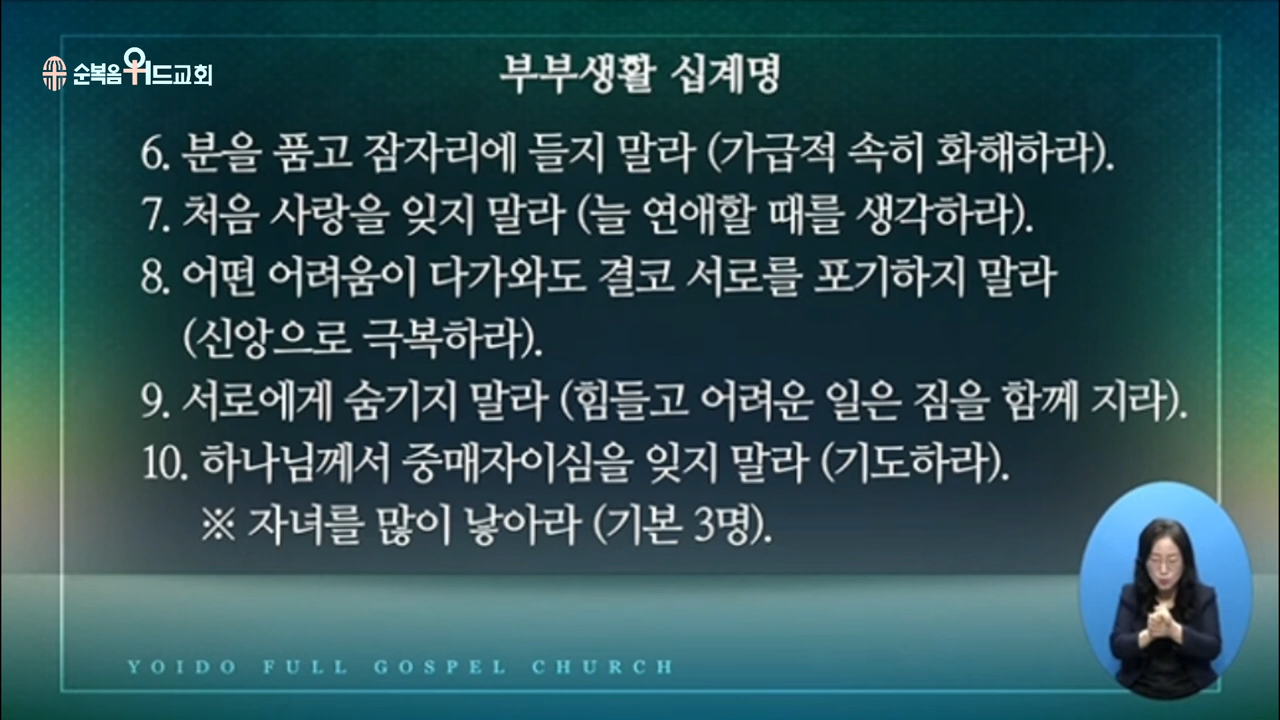 순복음위드교회
부부생활 십계명
6. 분을 품고 잠자리에 들지 말라 (가급적 속히 화해하라).
7. 처음 사랑을 잊지 말라 (늘 연애할 때를 생각하라).
8. 어떤 어려움이 다가와도 결코 서로를 포기하지 말라
(신앙으로 극복하라).
9. 서로에게 숨기지 말라 (힘들고 어려운 일은 짐을 함께 지라).
10. 하나님께서 중매자이심을 잊지 말라 (기도하라).
※ 자녀를 많이 낳아라 (기본 3명).
YOIDO FULL GOSPEL CHURCH